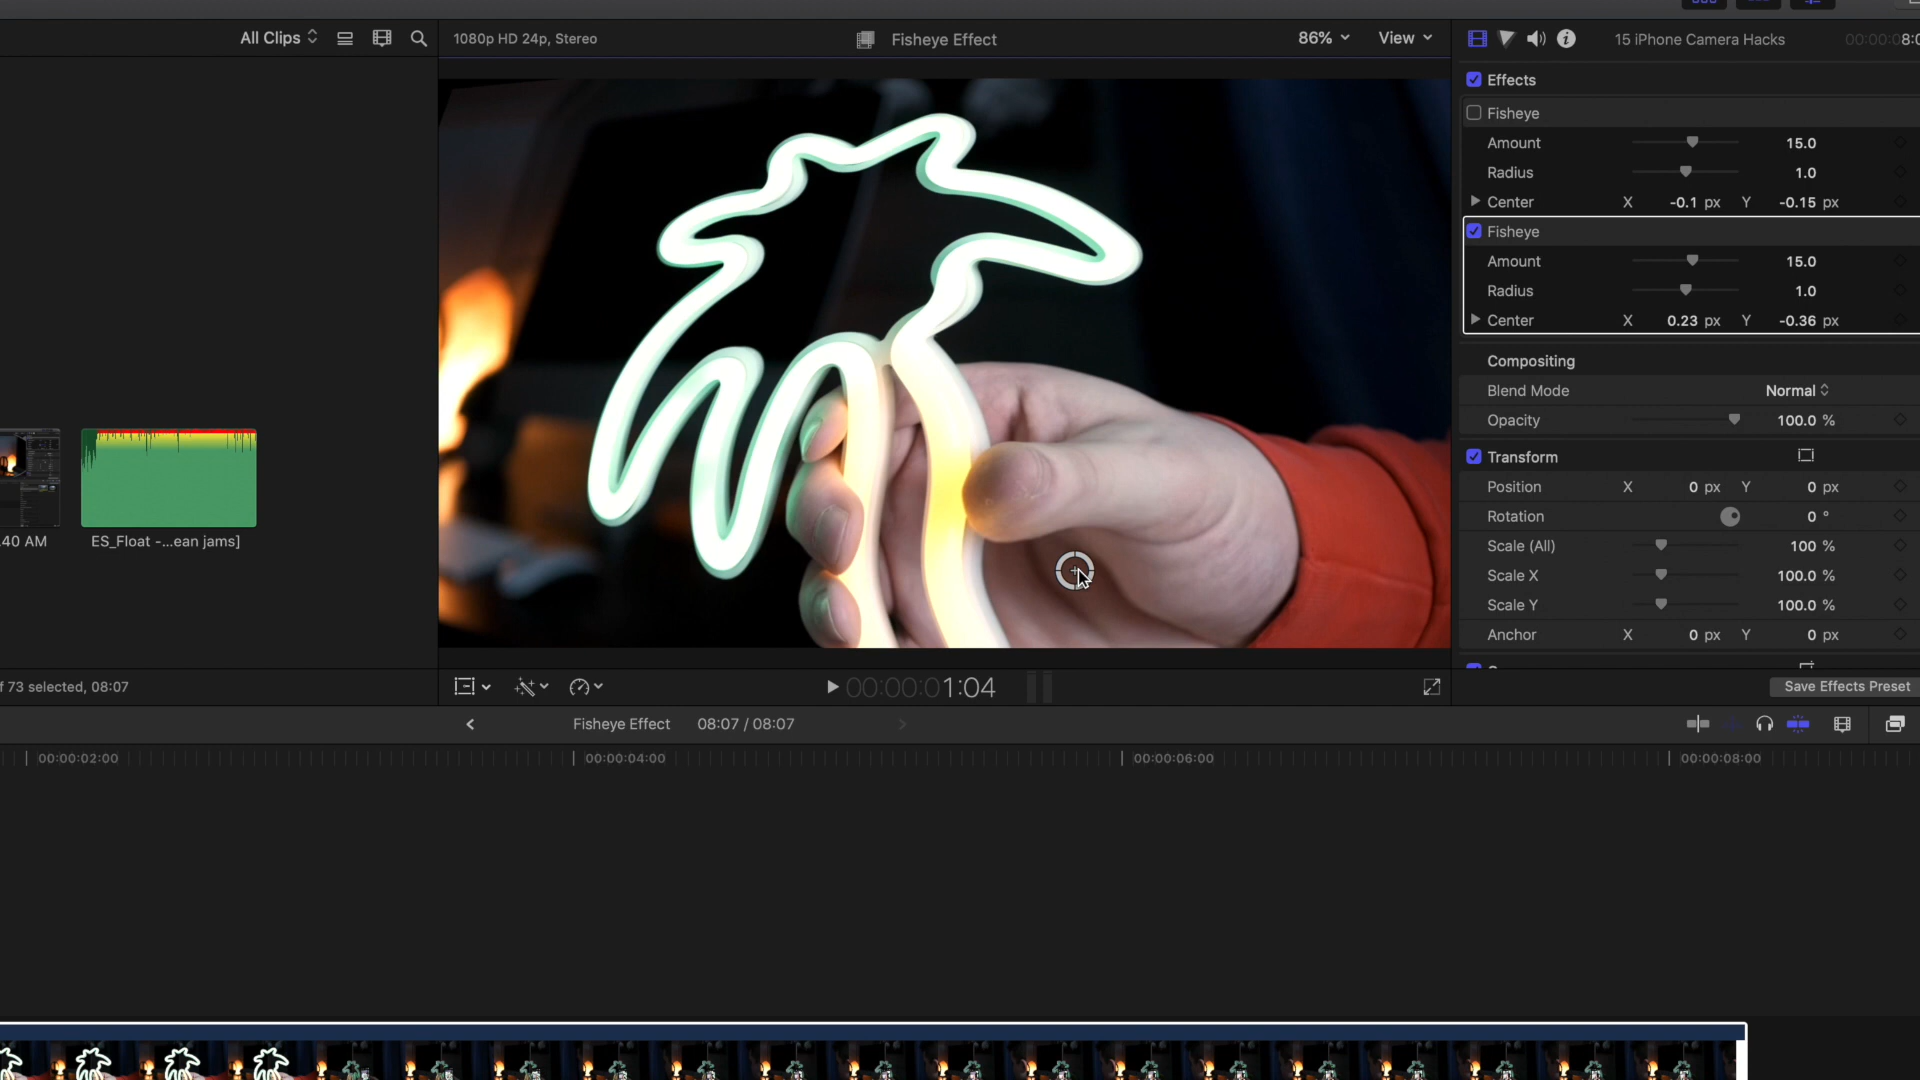 All Clips
1080p HD 24p, Stereo
Fisheye Effect
86%
View
15 iPhone Camera Hacks
00:00:08:0
Effects
Fisheye
Amount 15.0
Radius 1.0
Center X -0.1 px Y -0.15 px
Fisheye
Amount 15.0
Radius 1.0
Center X 0.23 px Y -0.36 px
Compositing
Blend Mode Normal
Opacity 100.0 %
Transform
Position X 0 px Y 0 px
Rotation 0 °
Scale (All) 100 %
Scale X 100.0 %
Scale Y 100.0 %
Anchor X 0 px Y 0 px
40 AM
ES_Float -...ean jams]
f 73 selected, 08:07
00:00:01:04
Save Effects Preset
Fisheye Effect 08:07 / 08:07
00:00:02:00 00:00:04:00 00:00:06:00 00:00:08:00